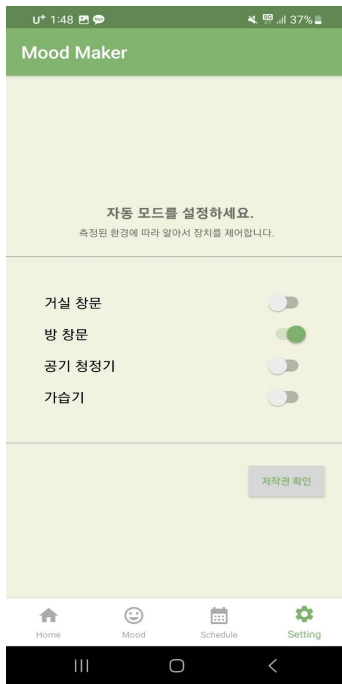 U+ 1:48 37%
Mood Maker
자동 모드를 설정하세요.
측정된 환경에 따라 알아서 장치를 제어합니다.
거실 창문
방 창문
공기 청정기
가습기
저작권 확인
Home Mood Schedule Setting